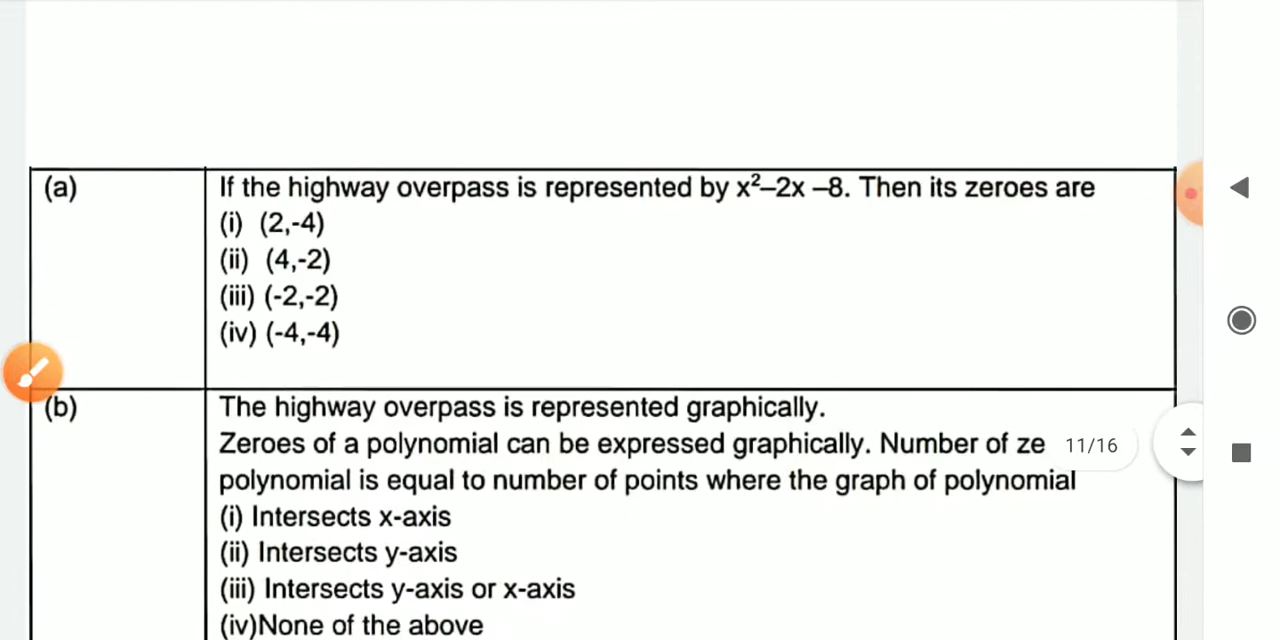 (a) If the highway overpass is represented by x²–2x –8. Then its zeroes are
(i) (2,-4)
(ii) (4,-2)
(iii) (-2,-2)
(iv) (-4,-4)
(b) The highway overpass is represented graphically.
Zeroes of a polynomial can be expressed graphically. Number of ze
11/16
polynomial is equal to number of points where the graph of polynomial
(i) Intersects x-axis
(ii) Intersects y-axis
(iii) Intersects y-axis or x-axis
(iv)None of the above